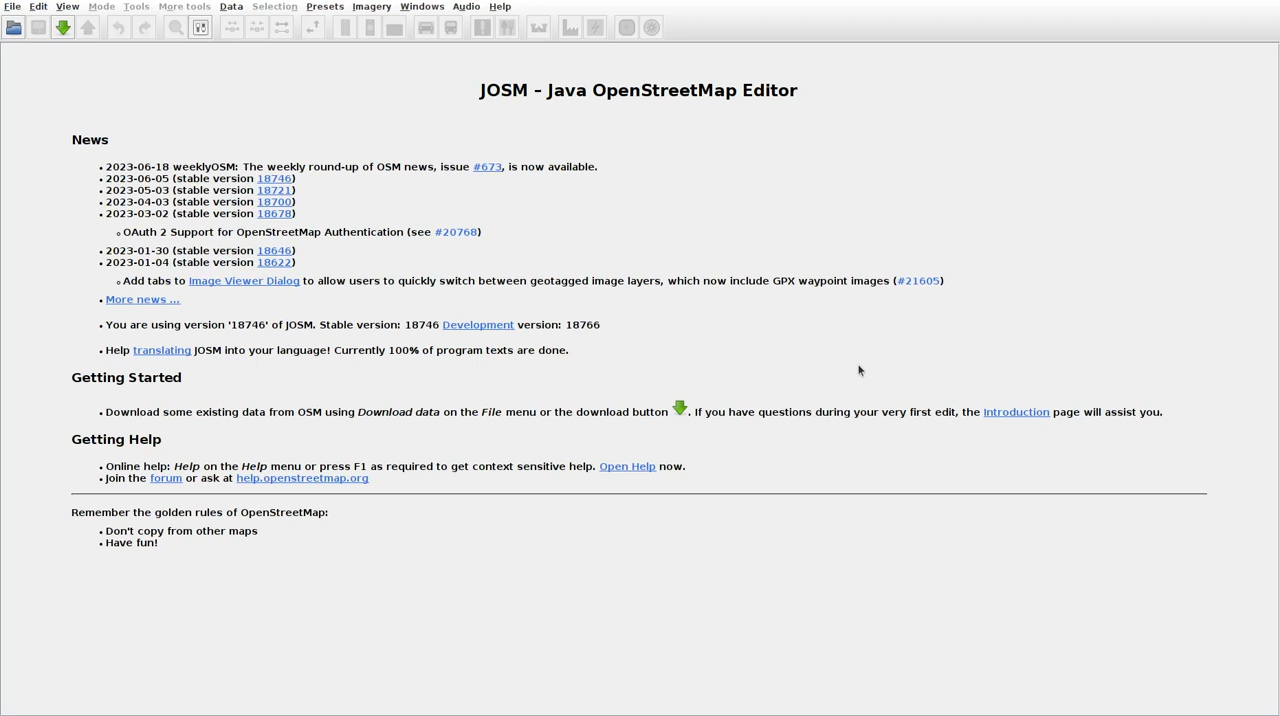 File Edit View Mode Tools More tools Data Selection Presets Imagery Windows Audio Help
JOSM – Java OpenStreetMap Editor
News
• 2023-06-18 weeklyOSM: The weekly round-up of OSM news, issue #673, is now available.
• 2023-06-05 (stable version 18746)
• 2023-05-03 (stable version 18721)
• 2023-04-03 (stable version 18700)
• 2023-03-02 (stable version 18678)
◦ OAuth 2 Support for OpenStreetMap Authentication (see #20768)
• 2023-01-30 (stable version 18646)
• 2023-01-04 (stable version 18622)
◦ Add tabs to Image Viewer Dialog to allow users to quickly switch between geotagged image layers, which now include GPX waypoint images (#21605)
• More news ...
• You are using version '18746' of JOSM. Stable version: 18746 Development version: 18766
• Help translating JOSM into your language! Currently 100% of program texts are done.
Getting Started
• Download some existing data from OSM using Download data on the File menu or the download button . If you have questions during your very first edit, the Introduction page will assist you.
Getting Help
• Online help: Help on the Help menu or press F1 as required to get context sensitive help. Open Help now.
• Join the forum or ask at help.openstreetmap.org
Remember the golden rules of OpenStreetMap:
• Don't copy from other maps
• Have fun!